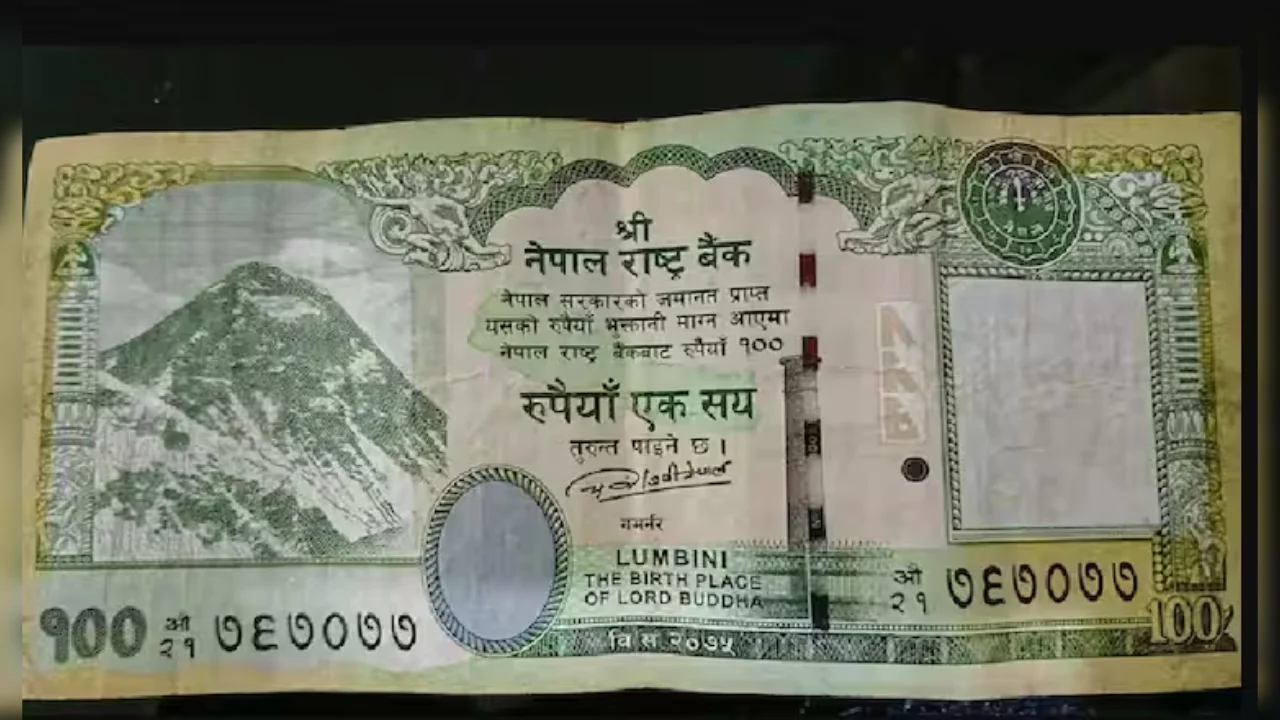 श्री
नेपाल राष्ट्र बैंक
नेपाल सरकारको जमानत प्राप्त
यसको रुपैयाँ भुक्तानी माग्न आएमा
नेपाल राष्ट्र बैंकबाट रुपैयाँ १००
रुपैयाँ एक सय
तुरुन्त पाइने छ।
गभर्नर
LUMBINI
THE BIRTH PLACE
OF LORD BUDDHA
औ
२१ ७६७०७७
१००
औ
२१ ७६७०७७
100
वि सं २०७५
NRB